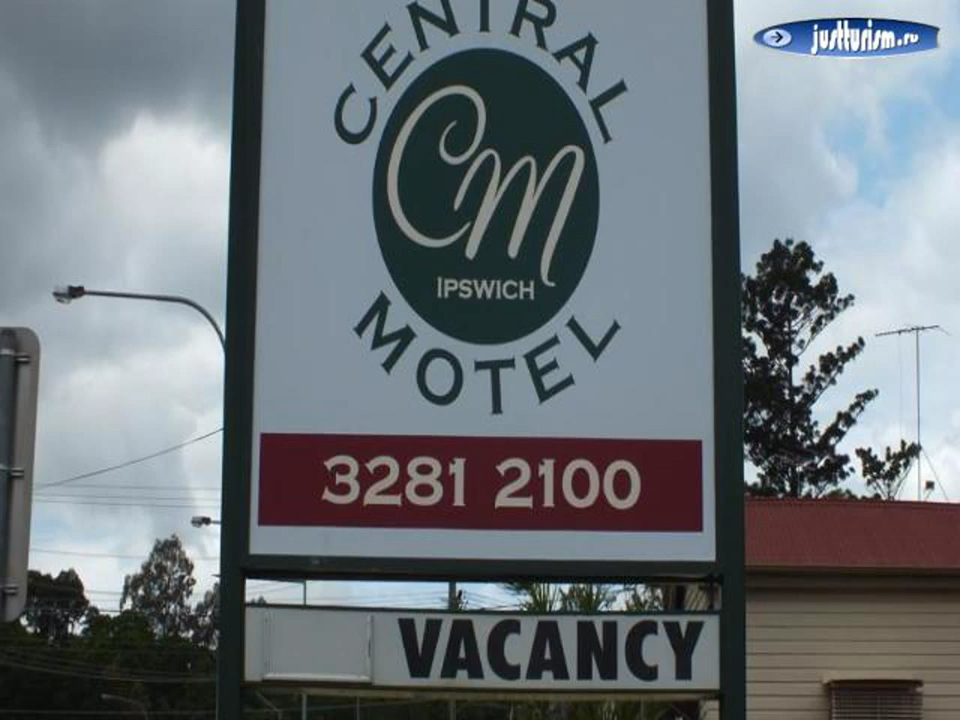 justturism.ru
CENTRAL
CM
IPSWICH
MOTEL
3281 2100
VACANCY